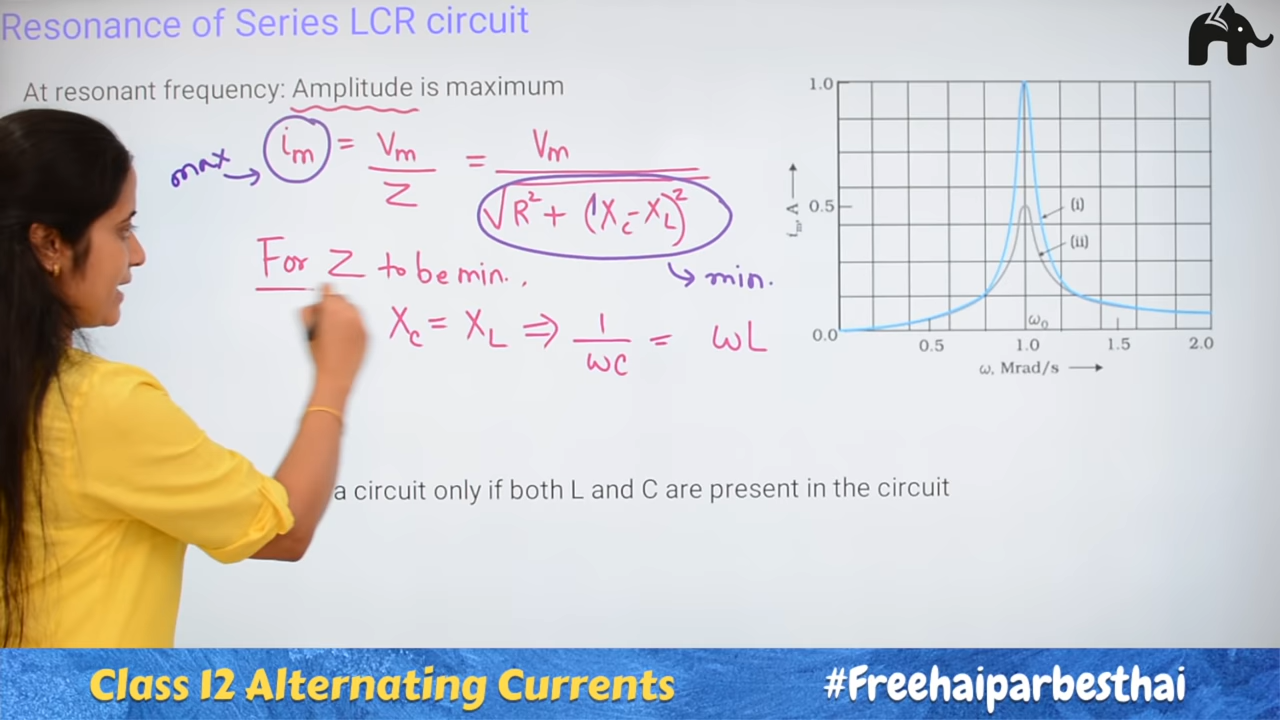 Resonance of Series LCR circuit
At resonant frequency: Amplitude is maximum
max → i_m = V_m / Z = V_m / √R² + (X_C - X_L)²
↳ min.
For Z to be min.,
X_C = X_L ⇒ 1 / ωC = ωL
a circuit only if both L and C are present in the circuit
1.0
0.5
0.0
i_m, A →
(i)
(ii)
ω₀
0.5 1.0 1.5 2.0
ω, Mrad/s →
Class 12 Alternating Currents
#Freehaiparbesthai